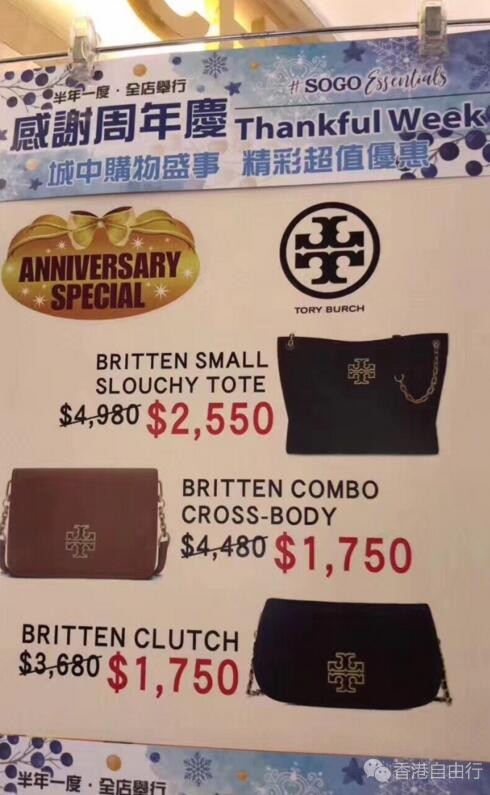 半年一度·全店舉行
#SOGO Essentials
感謝周年慶 Thankful Week
城中購物盛事 精彩超值優惠
ANNIVERSARY
SPECIAL
TORY BURCH
BRITTEN SMALL
SLOUCHY TOTE
$4,980 $2,550
BRITTEN COMBO
CROSS-BODY
$4,480 $1,750
BRITTEN CLUTCH
$3,680 $1,750
半年一度·全店舉行
香港自由行